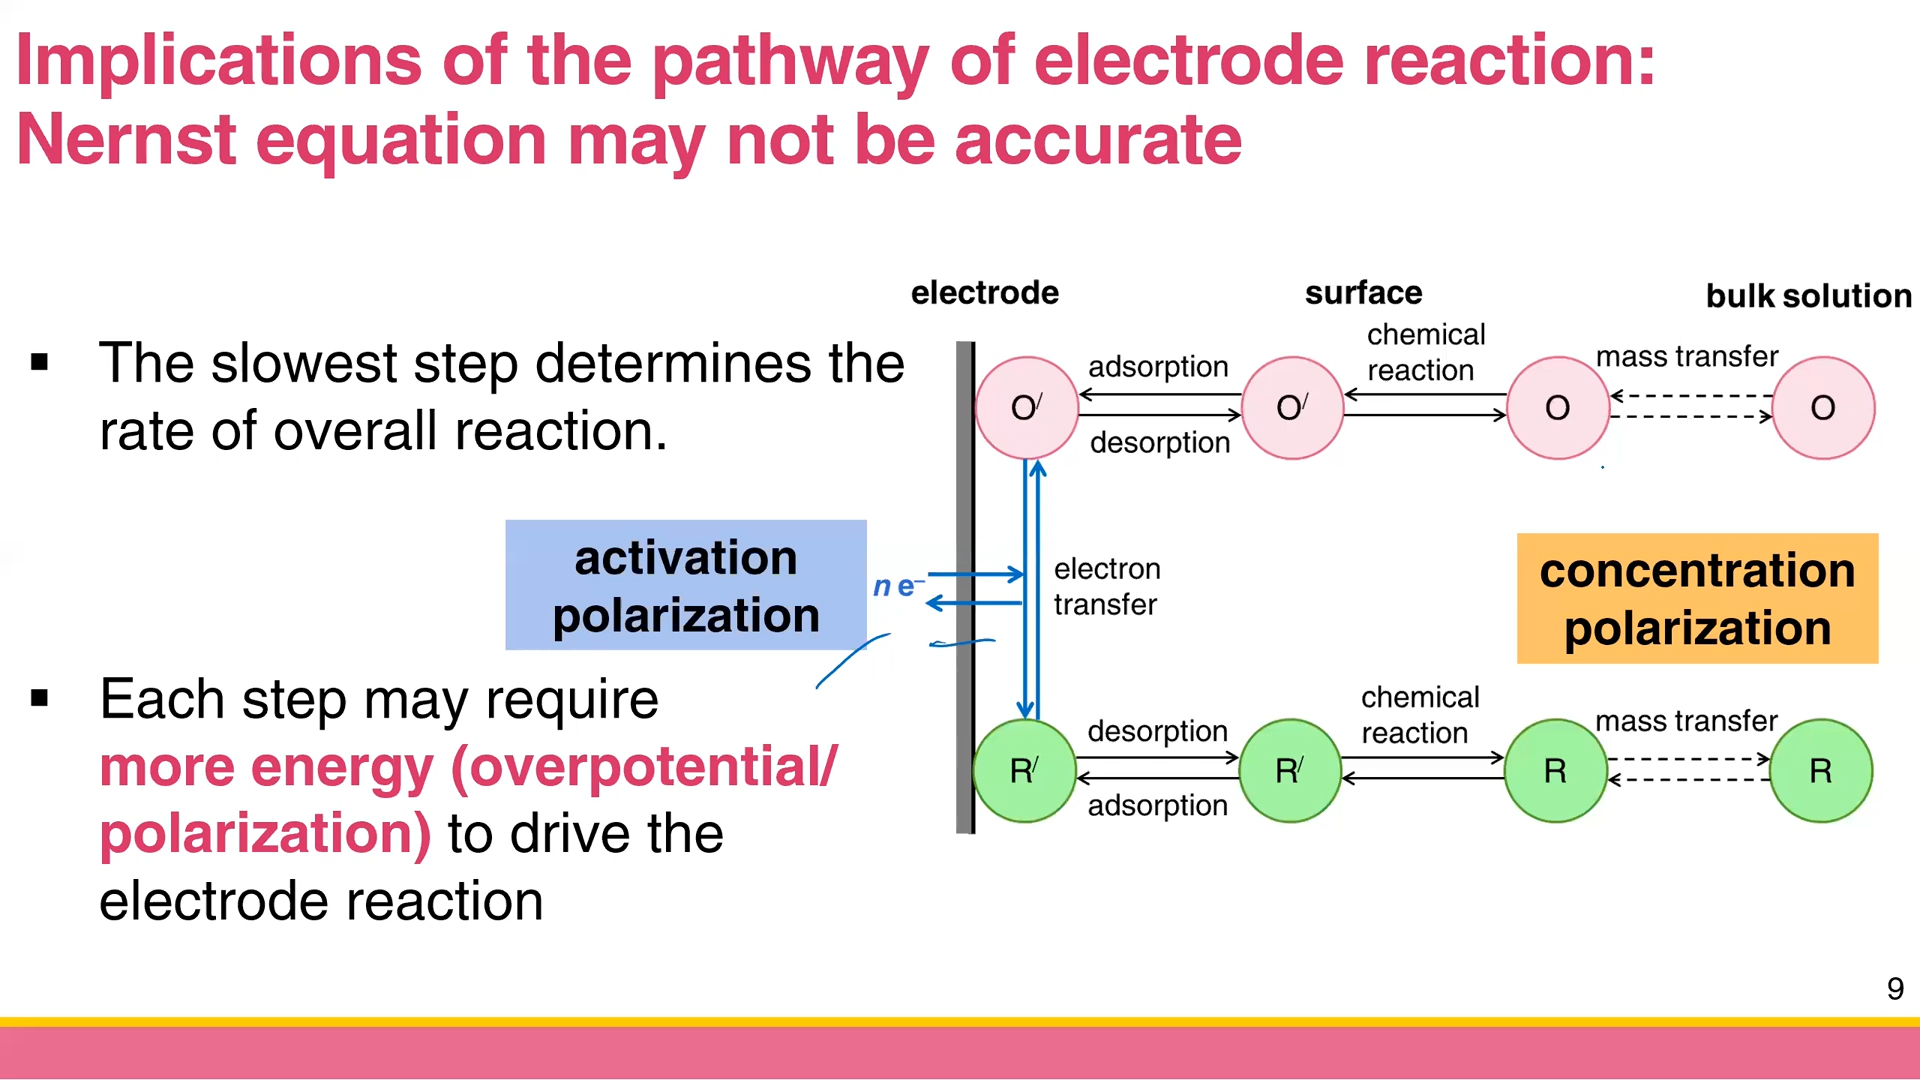 Implications of the pathway of electrode reaction:
Nernst equation may not be accurate
▪ The slowest step determines the
rate of overall reaction.
activation
polarization
▪ Each step may require
more energy (overpotential/
polarization) to drive the
electrode reaction
electrode
surface
bulk solution
O/
adsorption
desorption
O/
chemical
reaction
O
mass transfer
O
n e–
electron
transfer
concentration
polarization
R/
desorption
adsorption
R/
chemical
reaction
R
mass transfer
R
9